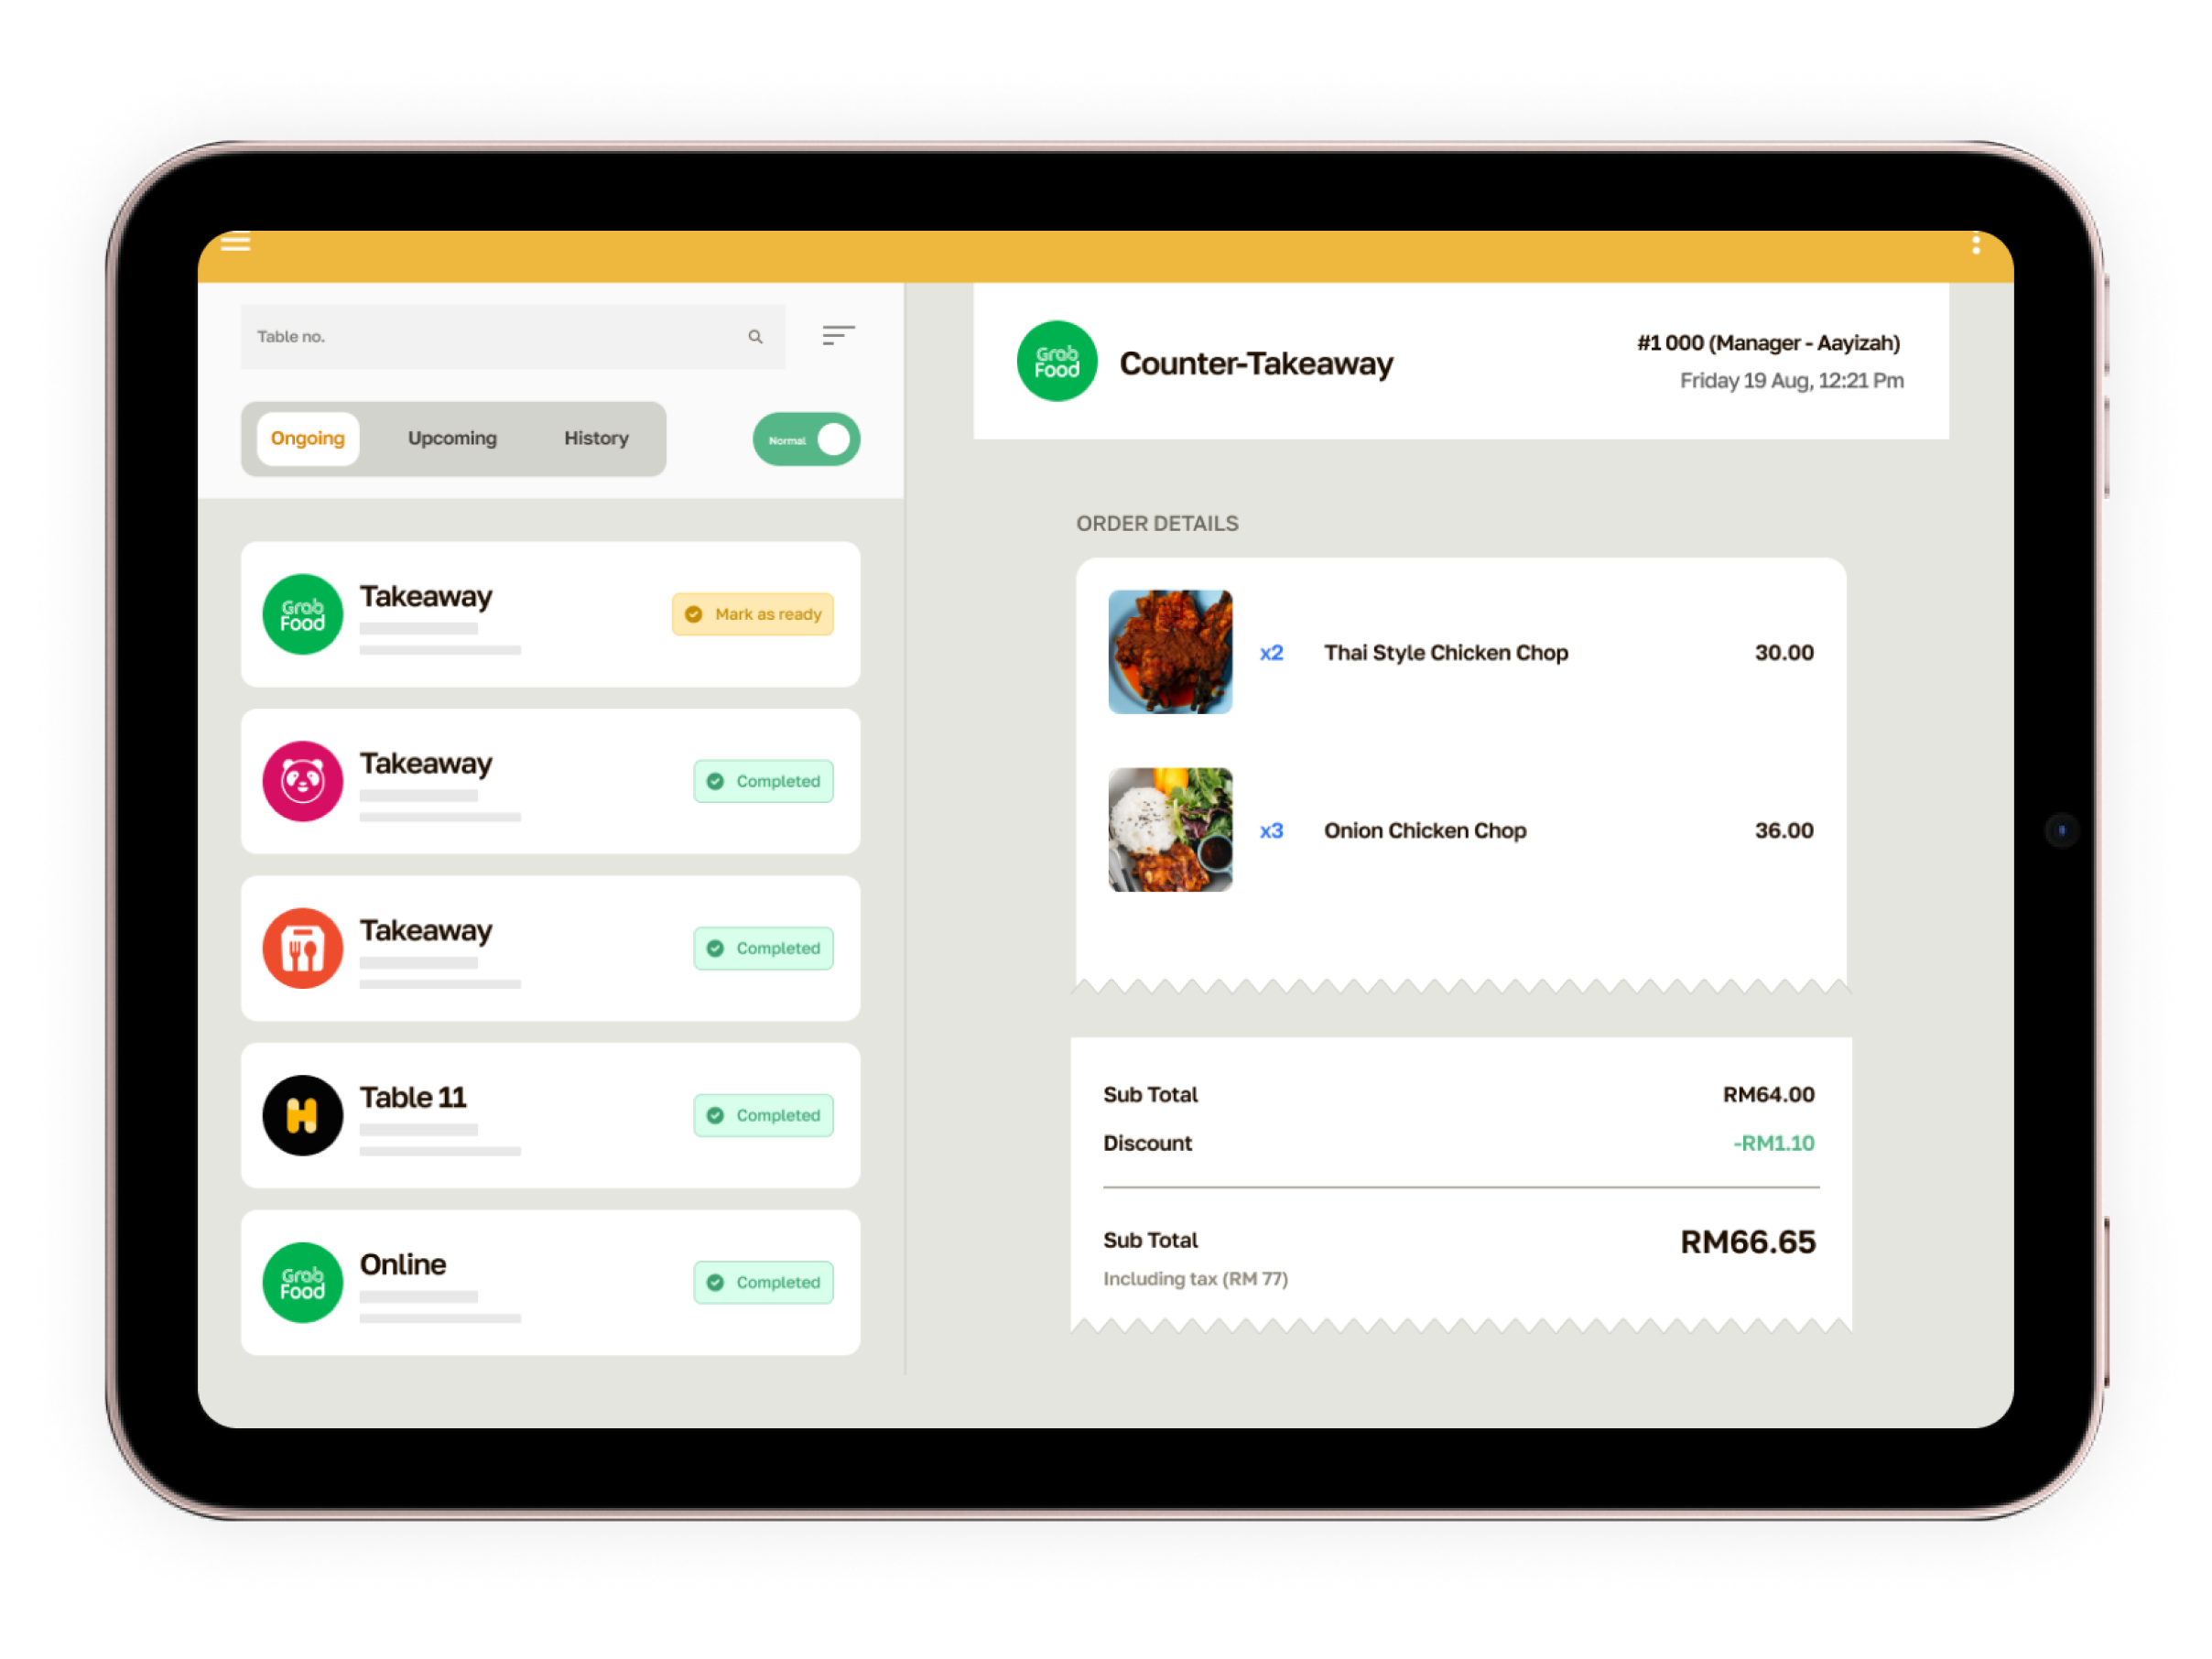 Table no.
Ongoing
Upcoming
History
Normal
Grab
Food
Takeaway
Mark as ready
Takeaway
Completed
Takeaway
Completed
H
Table 11
Completed
Grab
Food
Online
Completed
Grab
Food
Counter-Takeaway
#1 000 (Manager - Aayizah)
Friday 19 Aug, 12:21 Pm
ORDER DETAILS
x2 Thai Style Chicken Chop 30.00
x3 Onion Chicken Chop 36.00
Sub Total RM64.00
Discount -RM1.10
Sub Total RM66.65
Including tax (RM 77)